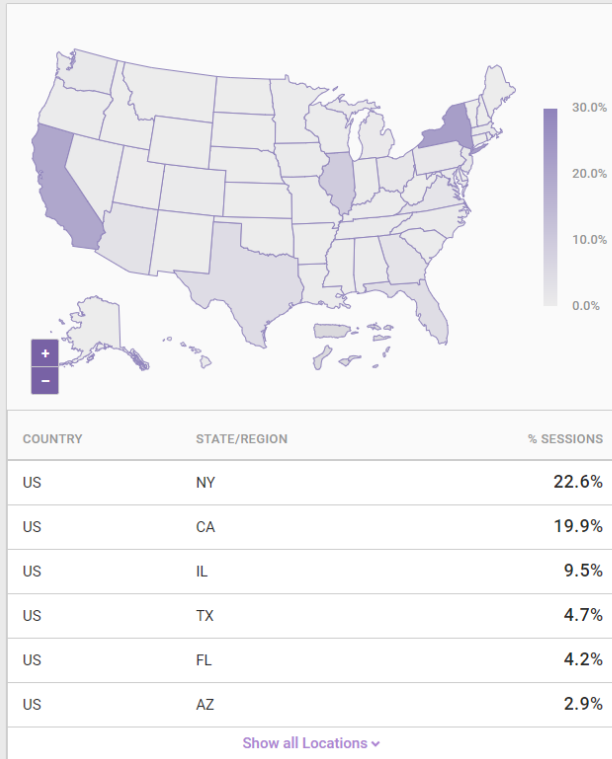 30.0%
20.0%
10.0%
0.0%
+
−
COUNTRY STATE/REGION % SESSIONS
US NY 22.6%
US CA 19.9%
US IL 9.5%
US TX 4.7%
US FL 4.2%
US AZ 2.9%
Show all Locations